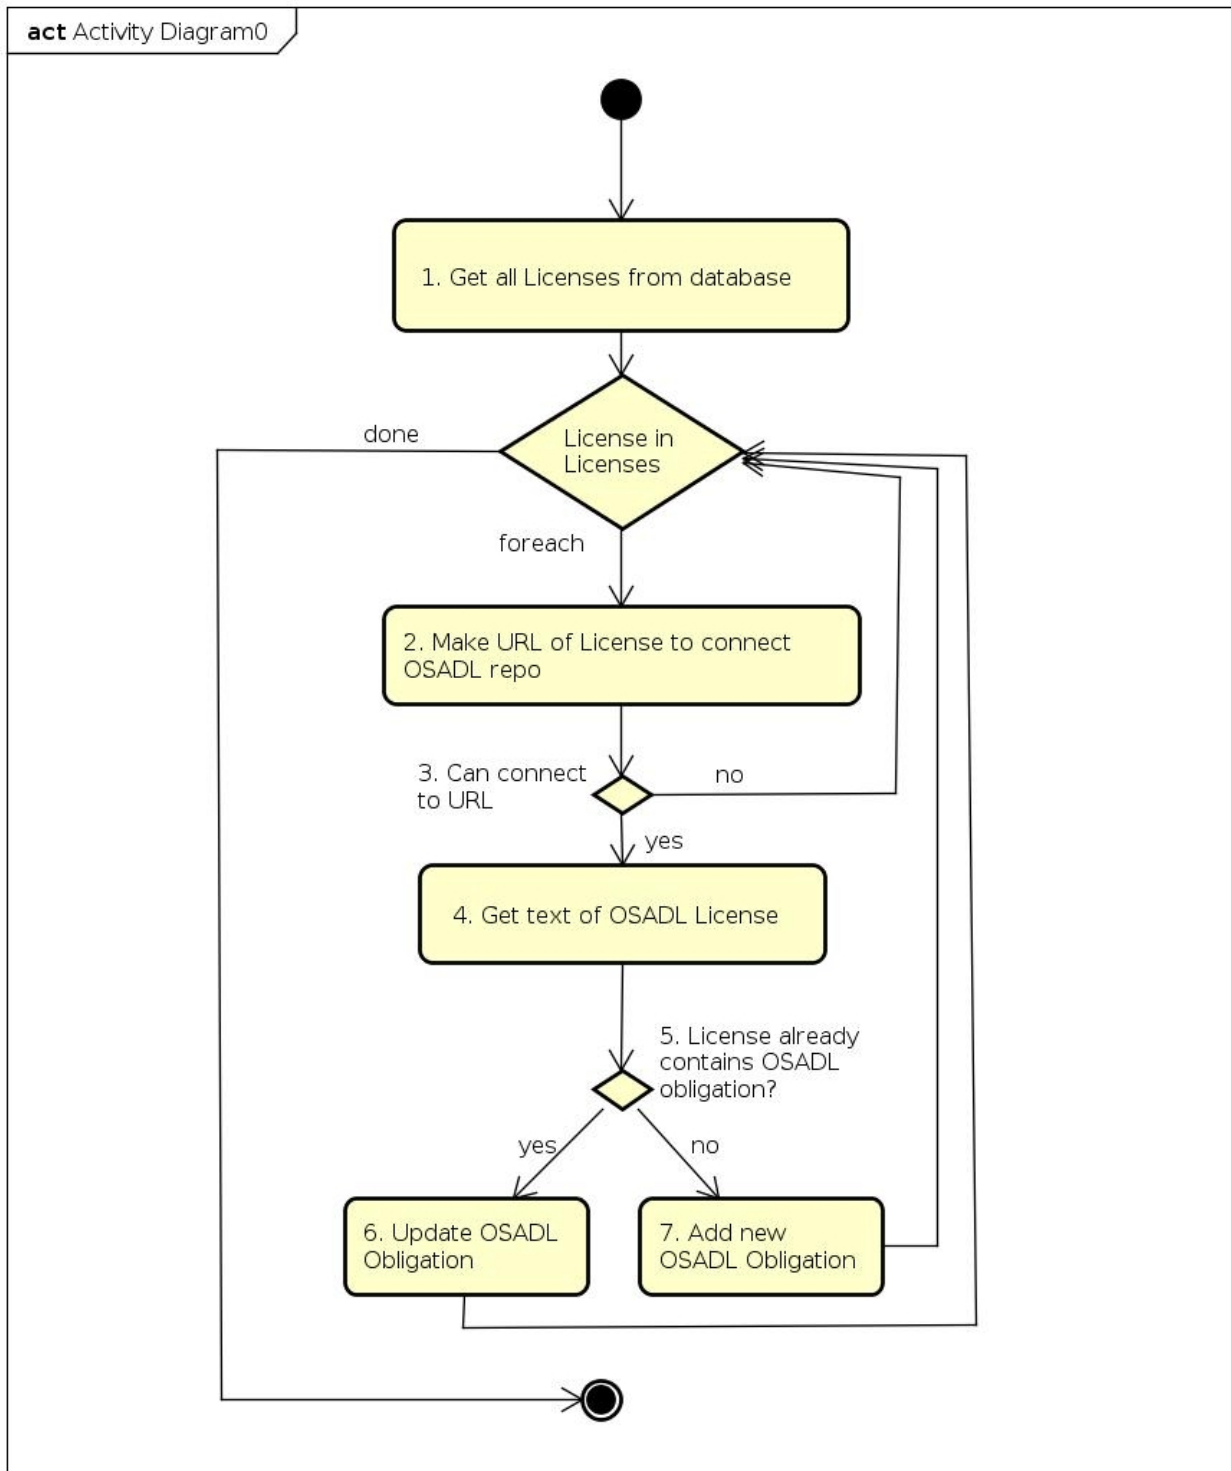 act Activity Diagram0
1. Get all Licenses from database
License in
Licenses
done
foreach
2. Make URL of License to connect
OSADL repo
3. Can connect
to URL
no
yes
4. Get text of OSADL License
5. License already
contains OSADL
obligation?
yes
no
6. Update OSADL
Obligation
7. Add new
OSADL Obligation